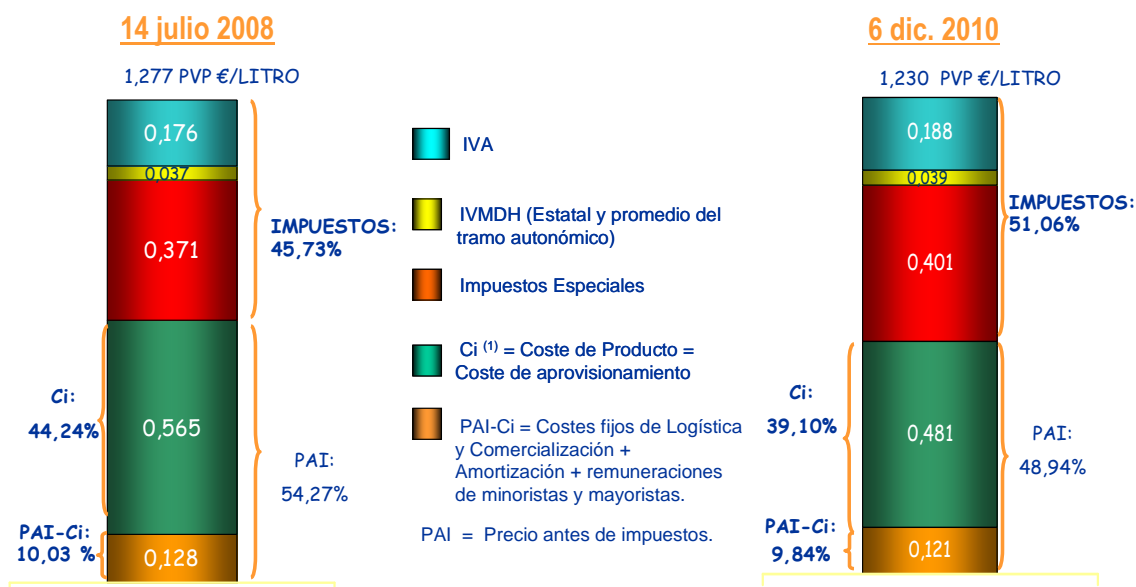 14 julio 2008
1,277 PVP €/LITRO
0,176
0,037
0,371
0,565
0,128
IMPUESTOS:
45,73%
Ci:
44,24%
PAI:
54,27%
PAI-Ci:
10,03 %
IVA
IVMDH (Estatal y promedio del
tramo autonómico)
Impuestos Especiales
Ci (1) = Coste de Producto =
Coste de aprovisionamiento
PAI-Ci = Costes fijos de Logística
y Comercialización +
Amortización + remuneraciones
de minoristas y mayoristas.
PAI = Precio antes de impuestos.
6 dic. 2010
1,230 PVP €/LITRO
0,188
0,039
0,401
0,481
0,121
IMPUESTOS:
51,06%
Ci:
39,10%
PAI:
48,94%
PAI-Ci:
9,84%